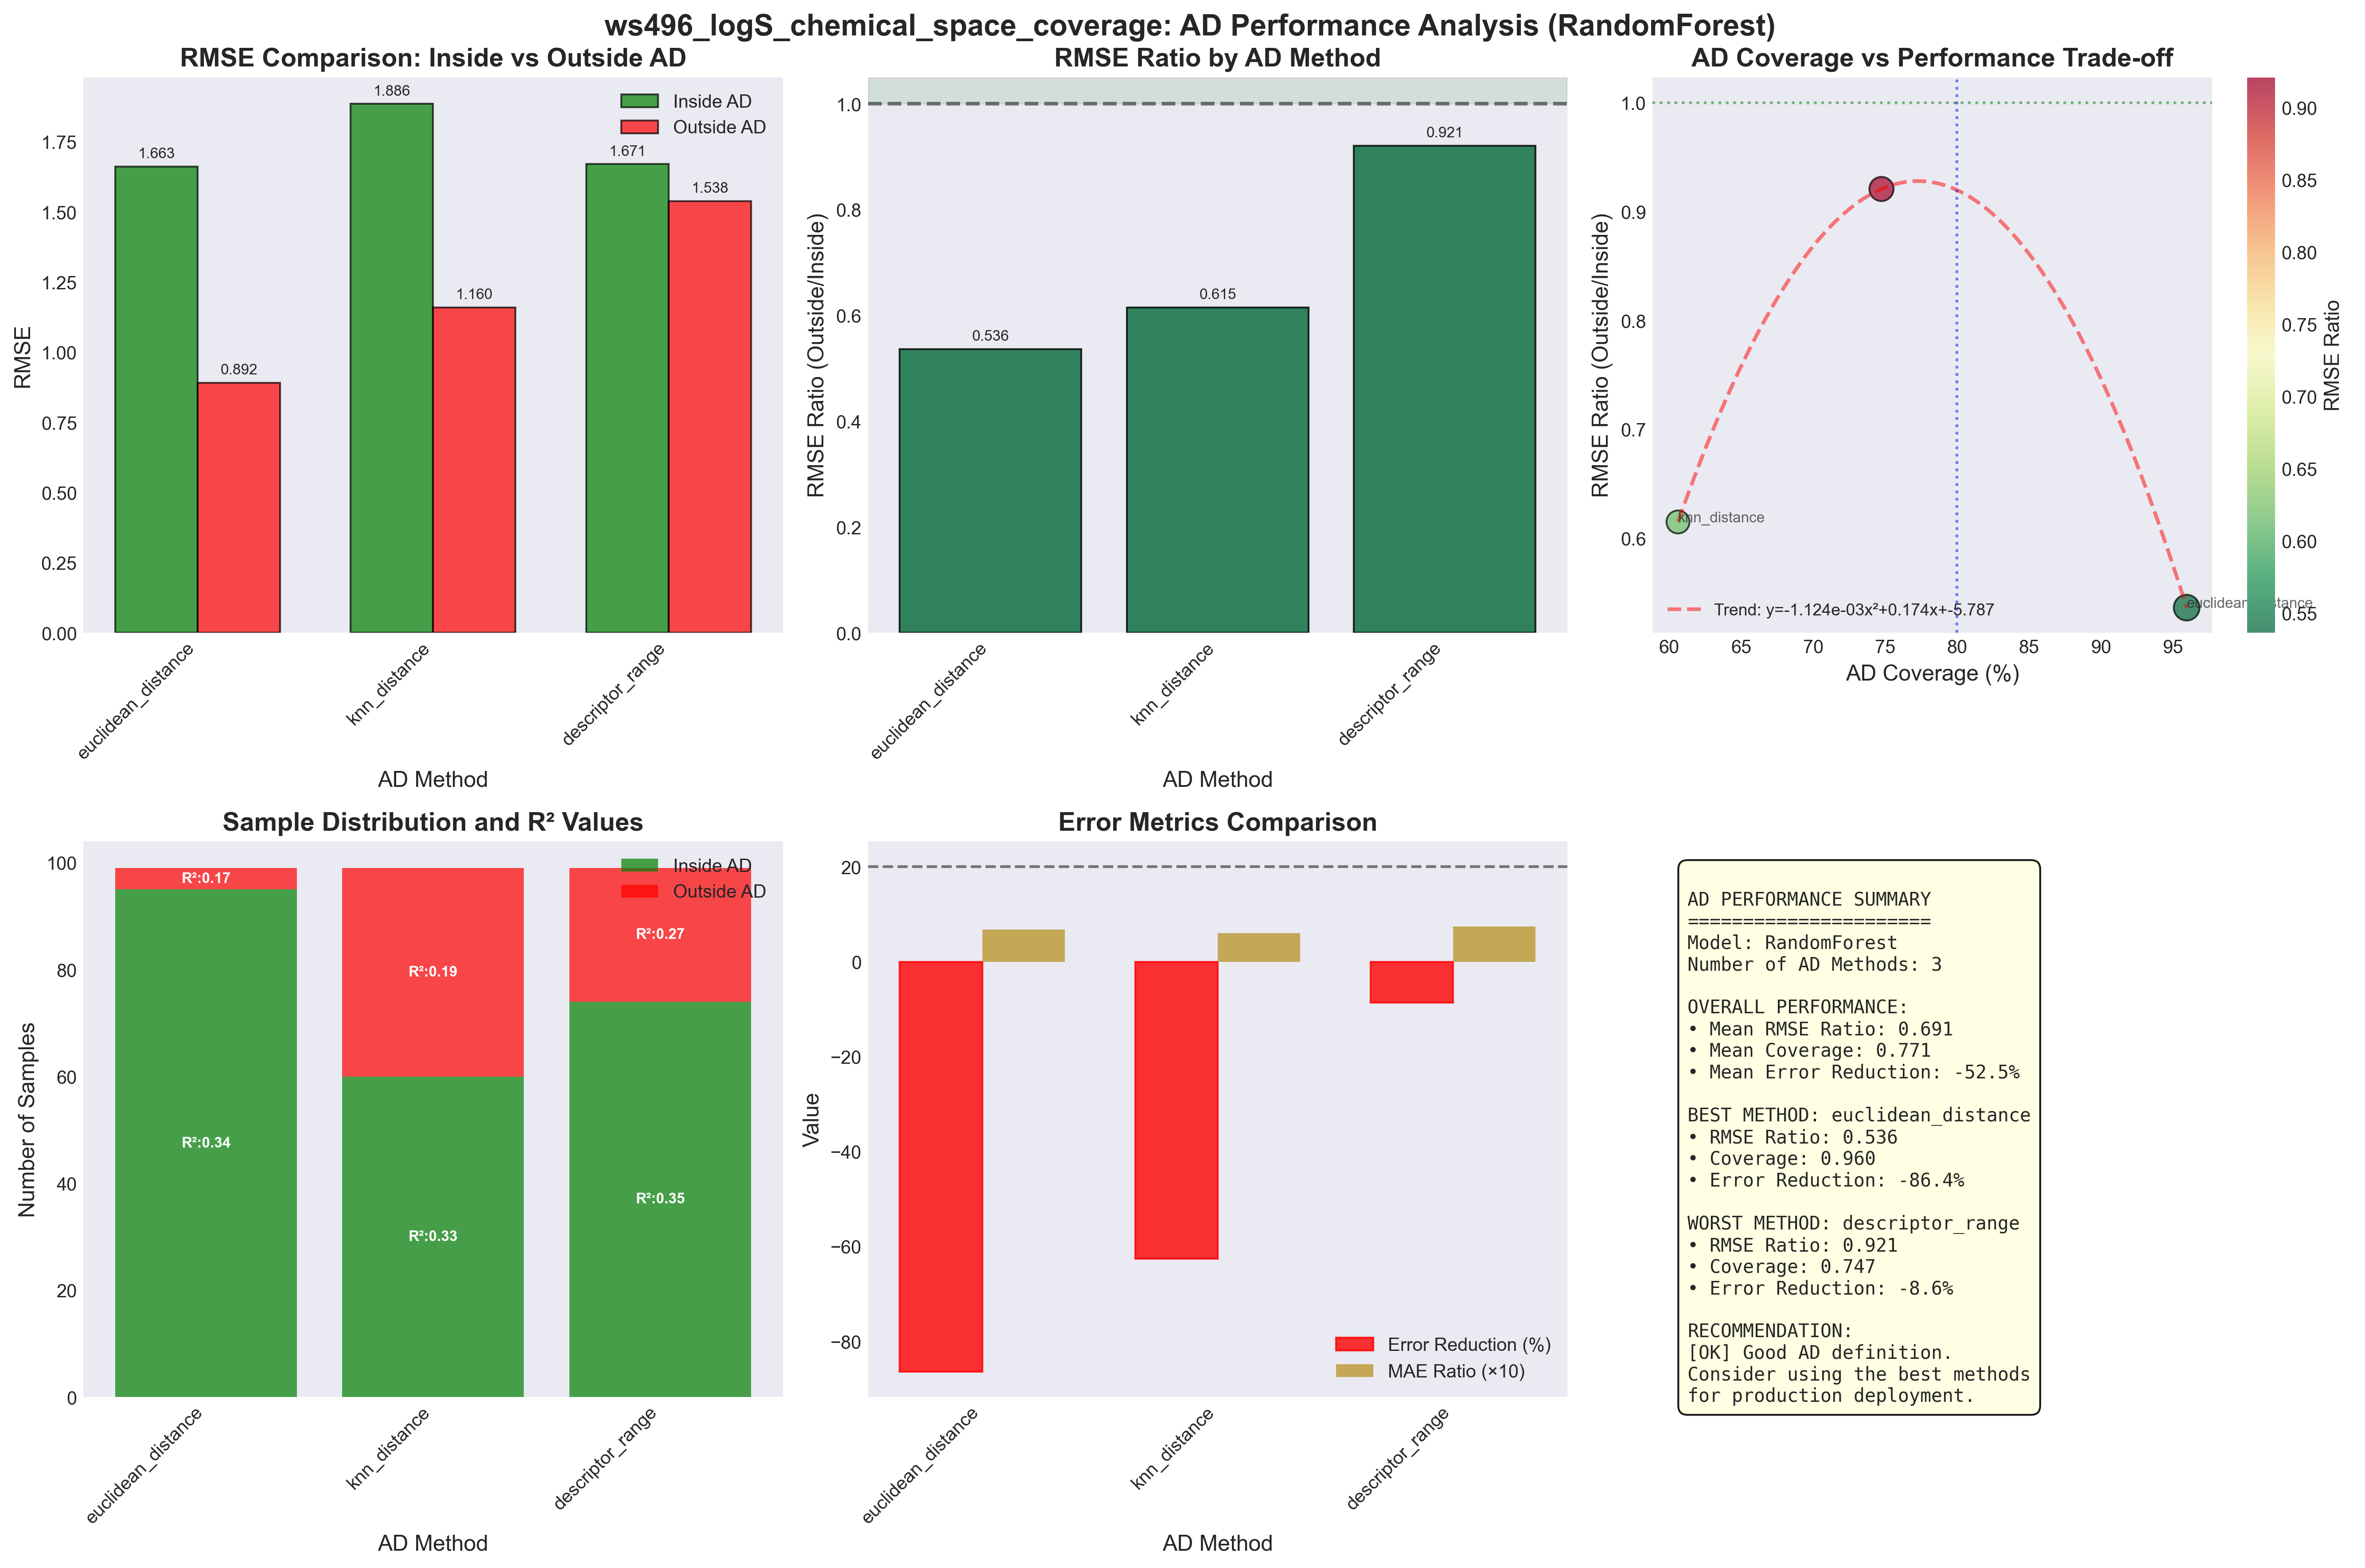 ws496_logS_chemical_space_coverage: AD Performance Analysis (RandomForest)
RMSE Comparison: Inside vs Outside AD
RMSE
0.00
0.25
0.50
0.75
1.00
1.25
1.50
1.75
1.663
0.892
1.886
1.160
1.671
1.538
Inside AD
Outside AD
euclidean_distance
knn_distance
descriptor_range
AD Method
RMSE Ratio by AD Method
RMSE Ratio (Outside/Inside)
0.0
0.2
0.4
0.6
0.8
1.0
0.536
0.615
0.921
euclidean_distance
knn_distance
descriptor_range
AD Method
AD Coverage vs Performance Trade-off
RMSE Ratio (Outside/Inside)
1.0
0.9
0.8
0.7
0.6
knn_distance
euclidean_distance
Trend: y=-1.124e-03x²+0.174x+-5.787
60
65
70
75
80
85
90
95
AD Coverage (%)
0.90
0.85
0.80
0.75
0.70
0.65
0.60
0.55
RMSE Ratio
Sample Distribution and R² Values
Number of Samples
0
20
40
60
80
100
R²:0.17
R²:0.34
R²:0.19
R²:0.33
R²:0.27
R²:0.35
Inside AD
Outside AD
euclidean_distance
knn_distance
descriptor_range
AD Method
Error Metrics Comparison
Value
20
0
−20
−40
−60
−80
Error Reduction (%)
MAE Ratio (×10)
euclidean_distance
knn_distance
descriptor_range
AD Method
AD PERFORMANCE SUMMARY
======================
Model: RandomForest
Number of AD Methods: 3
OVERALL PERFORMANCE:
• Mean RMSE Ratio: 0.691
• Mean Coverage: 0.771
• Mean Error Reduction: -52.5%
BEST METHOD: euclidean_distance
• RMSE Ratio: 0.536
• Coverage: 0.960
• Error Reduction: -86.4%
WORST METHOD: descriptor_range
• RMSE Ratio: 0.921
• Coverage: 0.747
• Error Reduction: -8.6%
RECOMMENDATION:
[OK] Good AD definition.
Consider using the best methods
for production deployment.